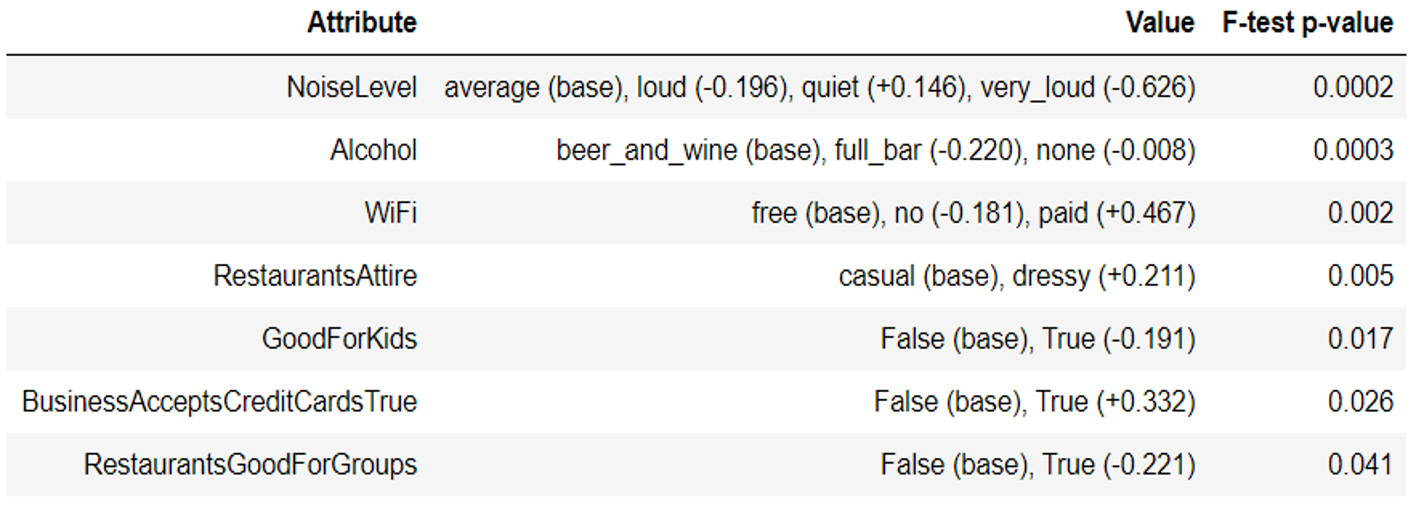 Attribute Value F-test p-value
NoiseLevel average (base), loud (-0.196), quiet (+0.146), very_loud (-0.626) 0.0002
Alcohol beer_and_wine (base), full_bar (-0.220), none (-0.008) 0.0003
WiFi free (base), no (-0.181), paid (+0.467) 0.002
RestaurantsAttire casual (base), dressy (+0.211) 0.005
GoodForKids False (base), True (-0.191) 0.017
BusinessAcceptsCreditCardsTrue False (base), True (+0.332) 0.026
RestaurantsGoodForGroups False (base), True (-0.221) 0.041